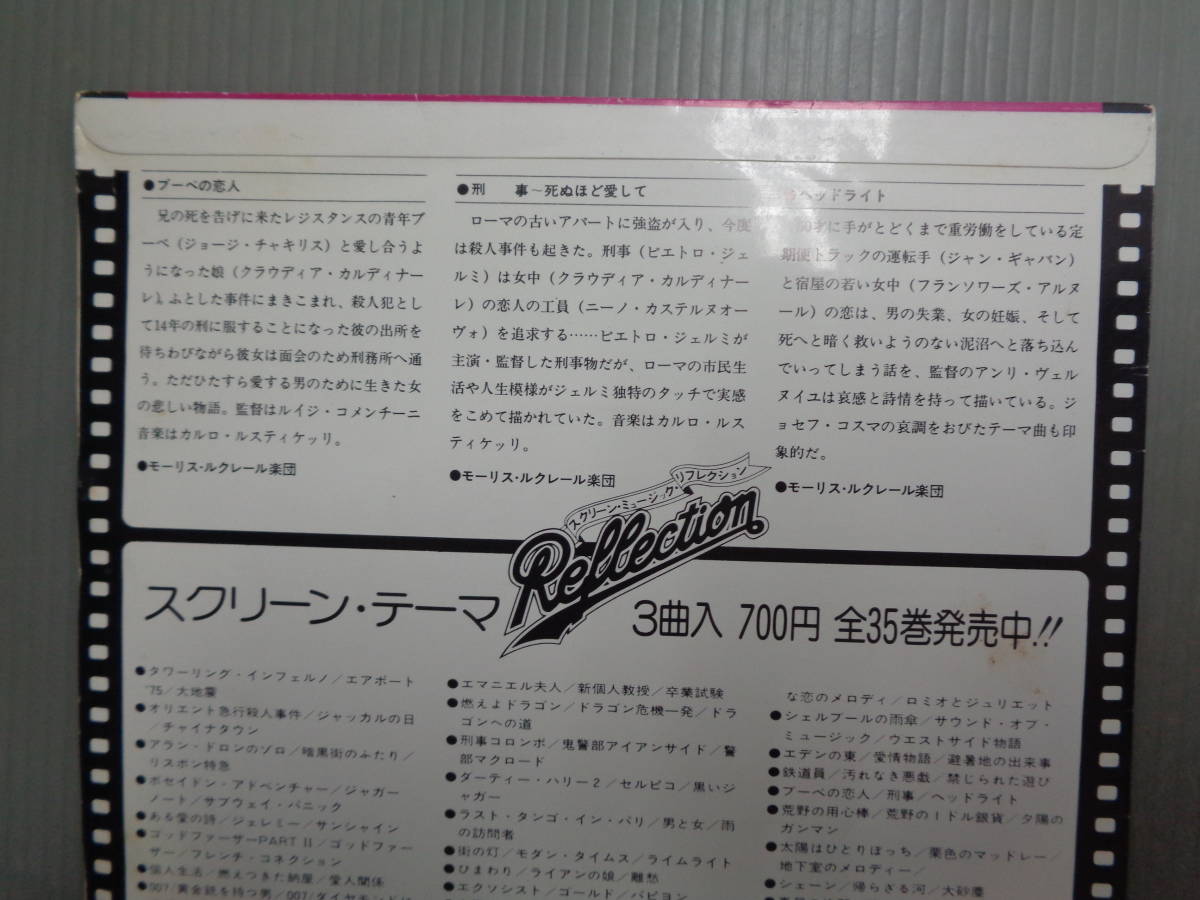 ●ブーベの恋人
兄の死を告げに来たレジスタンスの青年ブ
ーベ（ジョージ・チャキリス）と愛し合うよ
うになった娘（クラウディア・カルディナー
レ）。ふとした事件にまきこまれ、殺人犯とし
て14年の刑に服することになった彼の出所を
待ちわびながら彼女は面会のため刑務所へ通
う。ただひたすら愛する男のために生きた女
の悲しい物語。監督はルイジ・コメンチーニ
音楽はカルロ・ルスティケッリ。
●モーリス・ルクレール楽団
●刑　事～死ぬほど愛して
ローマの古いアパートに強盗が入り、今度
は殺人事件も起きた。刑事（ピエトロ・ジェ
ルミ）は女中（クラウディア・カルディナー
レ）の恋人の工員（ニーノ・カステルヌオー
ヴォ）を追求する……ピエトロ・ジェルミが
主演・監督した刑事物だが、ローマの市民生
活や人生模様がジェルミ独特のタッチで実感
をこめて描かれていた。音楽はカルロ・ルス
ティケッリ。
●モーリス・ルクレール楽団
ヘッドライト
0才に手がとどくまで重労働をしている定
期便トラックの運転手（ジャン・ギャバン）
と宿屋の若い女中（フランソワーズ・アルヌ
ール）の恋は、男の失業、女の妊娠、そして
死へと暗く救いようのない泥沼へと落ち込ん
でいってしまう話を、監督のアンリ・ヴェル
ヌイユは哀感と詩情を持って描いている。ジ
ョセフ・コスマの哀調をおびたテーマ曲も印
象的だ。
●モーリス・ルクレール楽団
スクリーン・ミュージック・リフレクション
Reflection
スクリーン・テーマ
3曲入 700円 全35巻発売中!!
●タワーリング・インフェルノ／エアポート
'75／大地震
●オリエント急行殺人事件／ジャッカルの日
／チャイナタウン
●アラン・ドロンのゾロ／暗黒街のふたり／
リスボン特急
●ポセイドン・アドベンチャー／ジャガー
ノート／サブウェイ・パニック
●ある愛の詩／ジェレミー／サンシャイン
●ゴッドファーザーPART II／ゴッドファー
ザー／フレンチ・コネクション
●個人生活／燃えつきた納屋／愛人関係
●007／黄金銃を持つ男／007／ダイヤモンドは
●エマニエル夫人／新個人教授／卒業試験
●燃えよドラゴン／ドラゴン危機一発／ドラ
ゴンへの道
●刑事コロンボ／鬼警部アイアンサイド／警
部マクロード
●ダーティー・ハリー2／セルピコ／黒いジ
ャガー
●ラスト・タンゴ・イン・パリ／男と女／雨
の訪問者
●街の灯／モダン・タイムス／ライムライト
●ひまわり／ライアンの娘／離愁
●エクソシスト／ゴールド／パピヨン
な恋のメロディ／ロミオとジュリエット
●シェルブールの雨傘／サウンド・オブ・
ミュージック／ウエストサイド物語
●エデンの東／愛情物語／避暑地の出来事
●鉄道員／汚れなき悪戯／禁じられた遊び
●ブーベの恋人／刑事／ヘッドライト
●荒野の用心棒／荒野の1ドル銀貨／夕陽の
ガンマン
●太陽はひとりぼっち／栗色のマッドレー／
地下室のメロディー／
●シェーン／帰らざる河／大砂塵